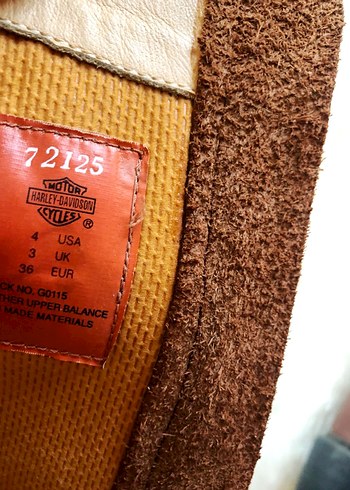 72125
MOTOR
HARLEY-DAVIDSON
CYCLES
®
4 USA
3 UK
36 EUR
CK NO. G0115
THER UPPER BALANCE
MADE MATERIALS